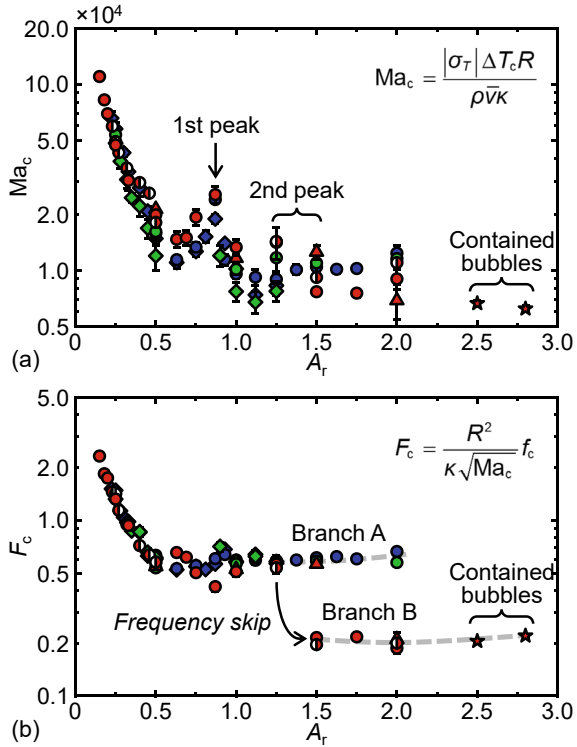 ×10⁴
20.0
10.0
5.0
2.0
1.0
0.5
Ma_c
1st peak
2nd peak
Contained
bubbles
Ma_c = |σ_T| ΔT_c R / ρν̄κ
0 0.5 1.0 1.5 2.0 2.5 3.0
A_r
(a)
5.0
2.0
1.0
0.5
0.2
0.1
F_c
F_c = R² / κ√Ma_c f_c
Branch A
Frequency skip
Branch B
Contained
bubbles
0 0.5 1.0 1.5 2.0 2.5 3.0
A_r
(b)